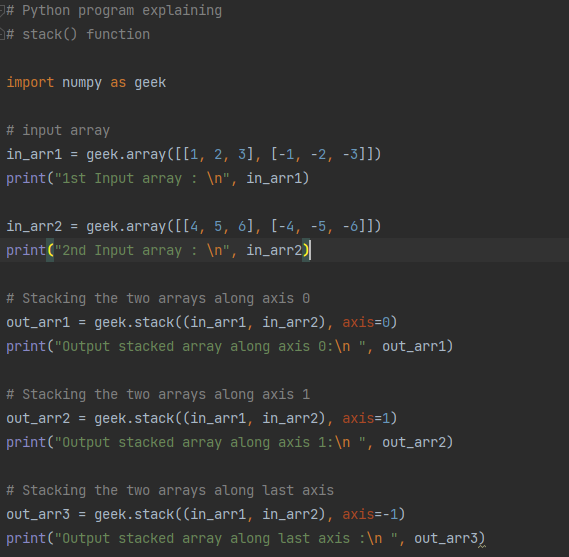 # Python program explaining
# stack() function
import numpy as geek
# input array
in_arr1 = geek.array([[1, 2, 3], [-1, -2, -3]])
print("1st Input array : \n", in_arr1)
in_arr2 = geek.array([[4, 5, 6], [-4, -5, -6]])
print("2nd Input array : \n", in_arr2)
# Stacking the two arrays along axis 0
out_arr1 = geek.stack((in_arr1, in_arr2), axis=0)
print("Output stacked array along axis 0:\n ", out_arr1)
# Stacking the two arrays along axis 1
out_arr2 = geek.stack((in_arr1, in_arr2), axis=1)
print("Output stacked array along axis 1:\n ", out_arr2)
# Stacking the two arrays along last axis
out_arr3 = geek.stack((in_arr1, in_arr2), axis=-1)
print("Output stacked array along last axis :\n ", out_arr3)